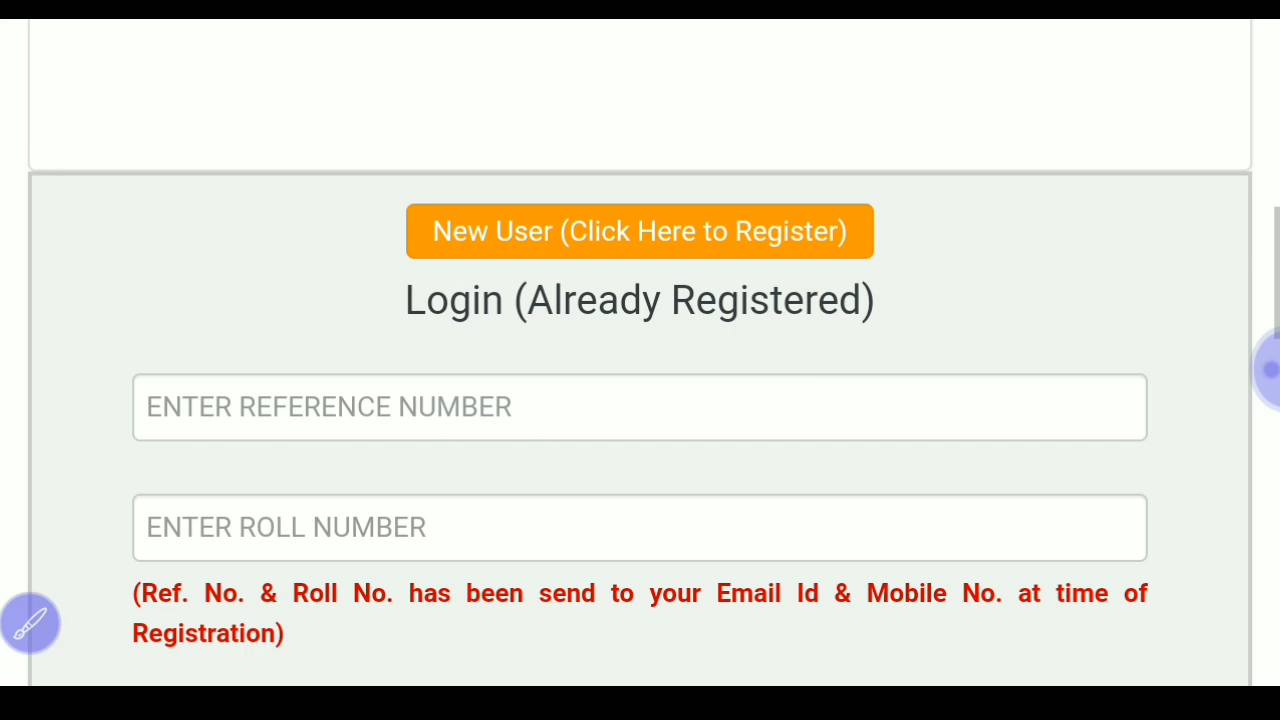 New User (Click Here to Register)
Login (Already Registered)
ENTER REFERENCE NUMBER
ENTER ROLL NUMBER
(Ref. No. & Roll No. has been send to your Email Id & Mobile No. at time of
Registration)